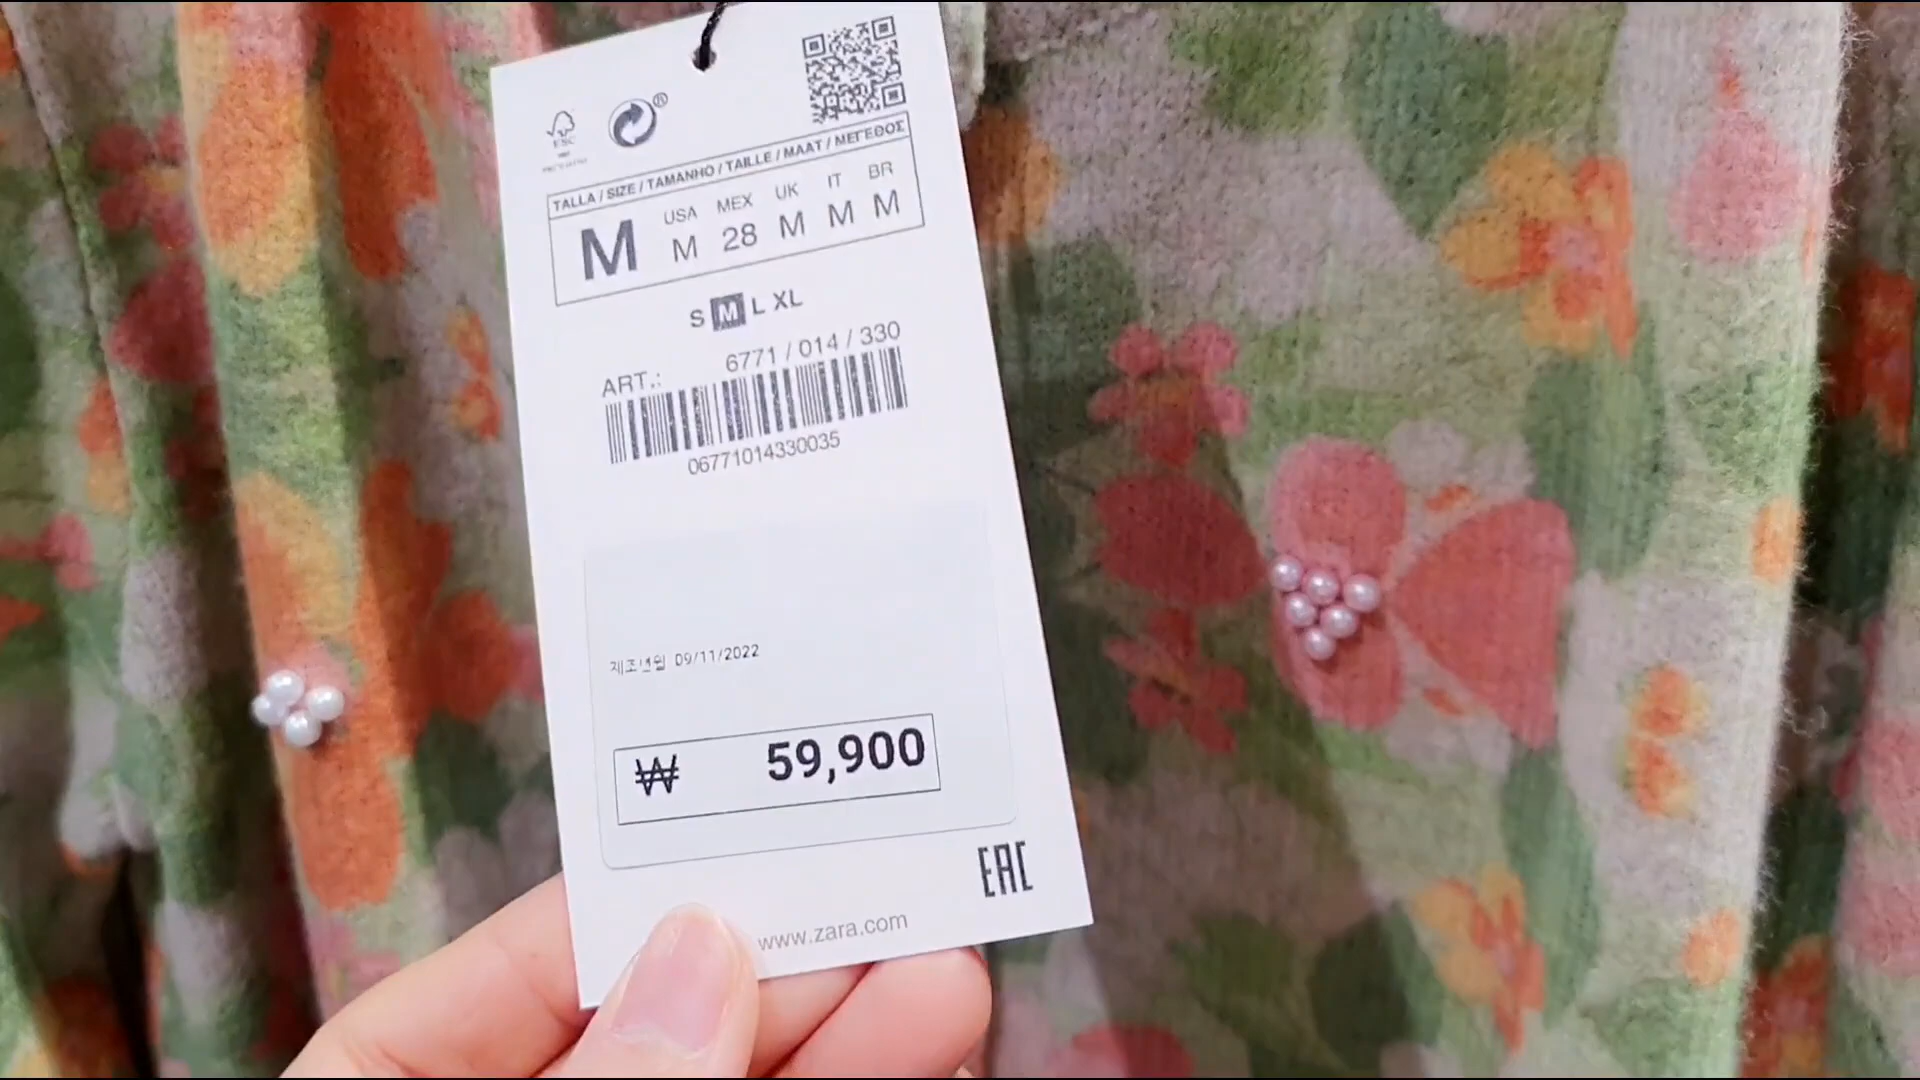 FSC
®
TALLA / SIZE / TAMANHO / TAILLE / MAAT / ΜΕΓΕΘΟΣ
M
USA MEX UK IT BR
M 28 M M M
S M L XL
ART.: 6771 / 014 / 330
06771014330035
제조년월 09/11/2022
₩ 59,900
EAC
www.zara.com